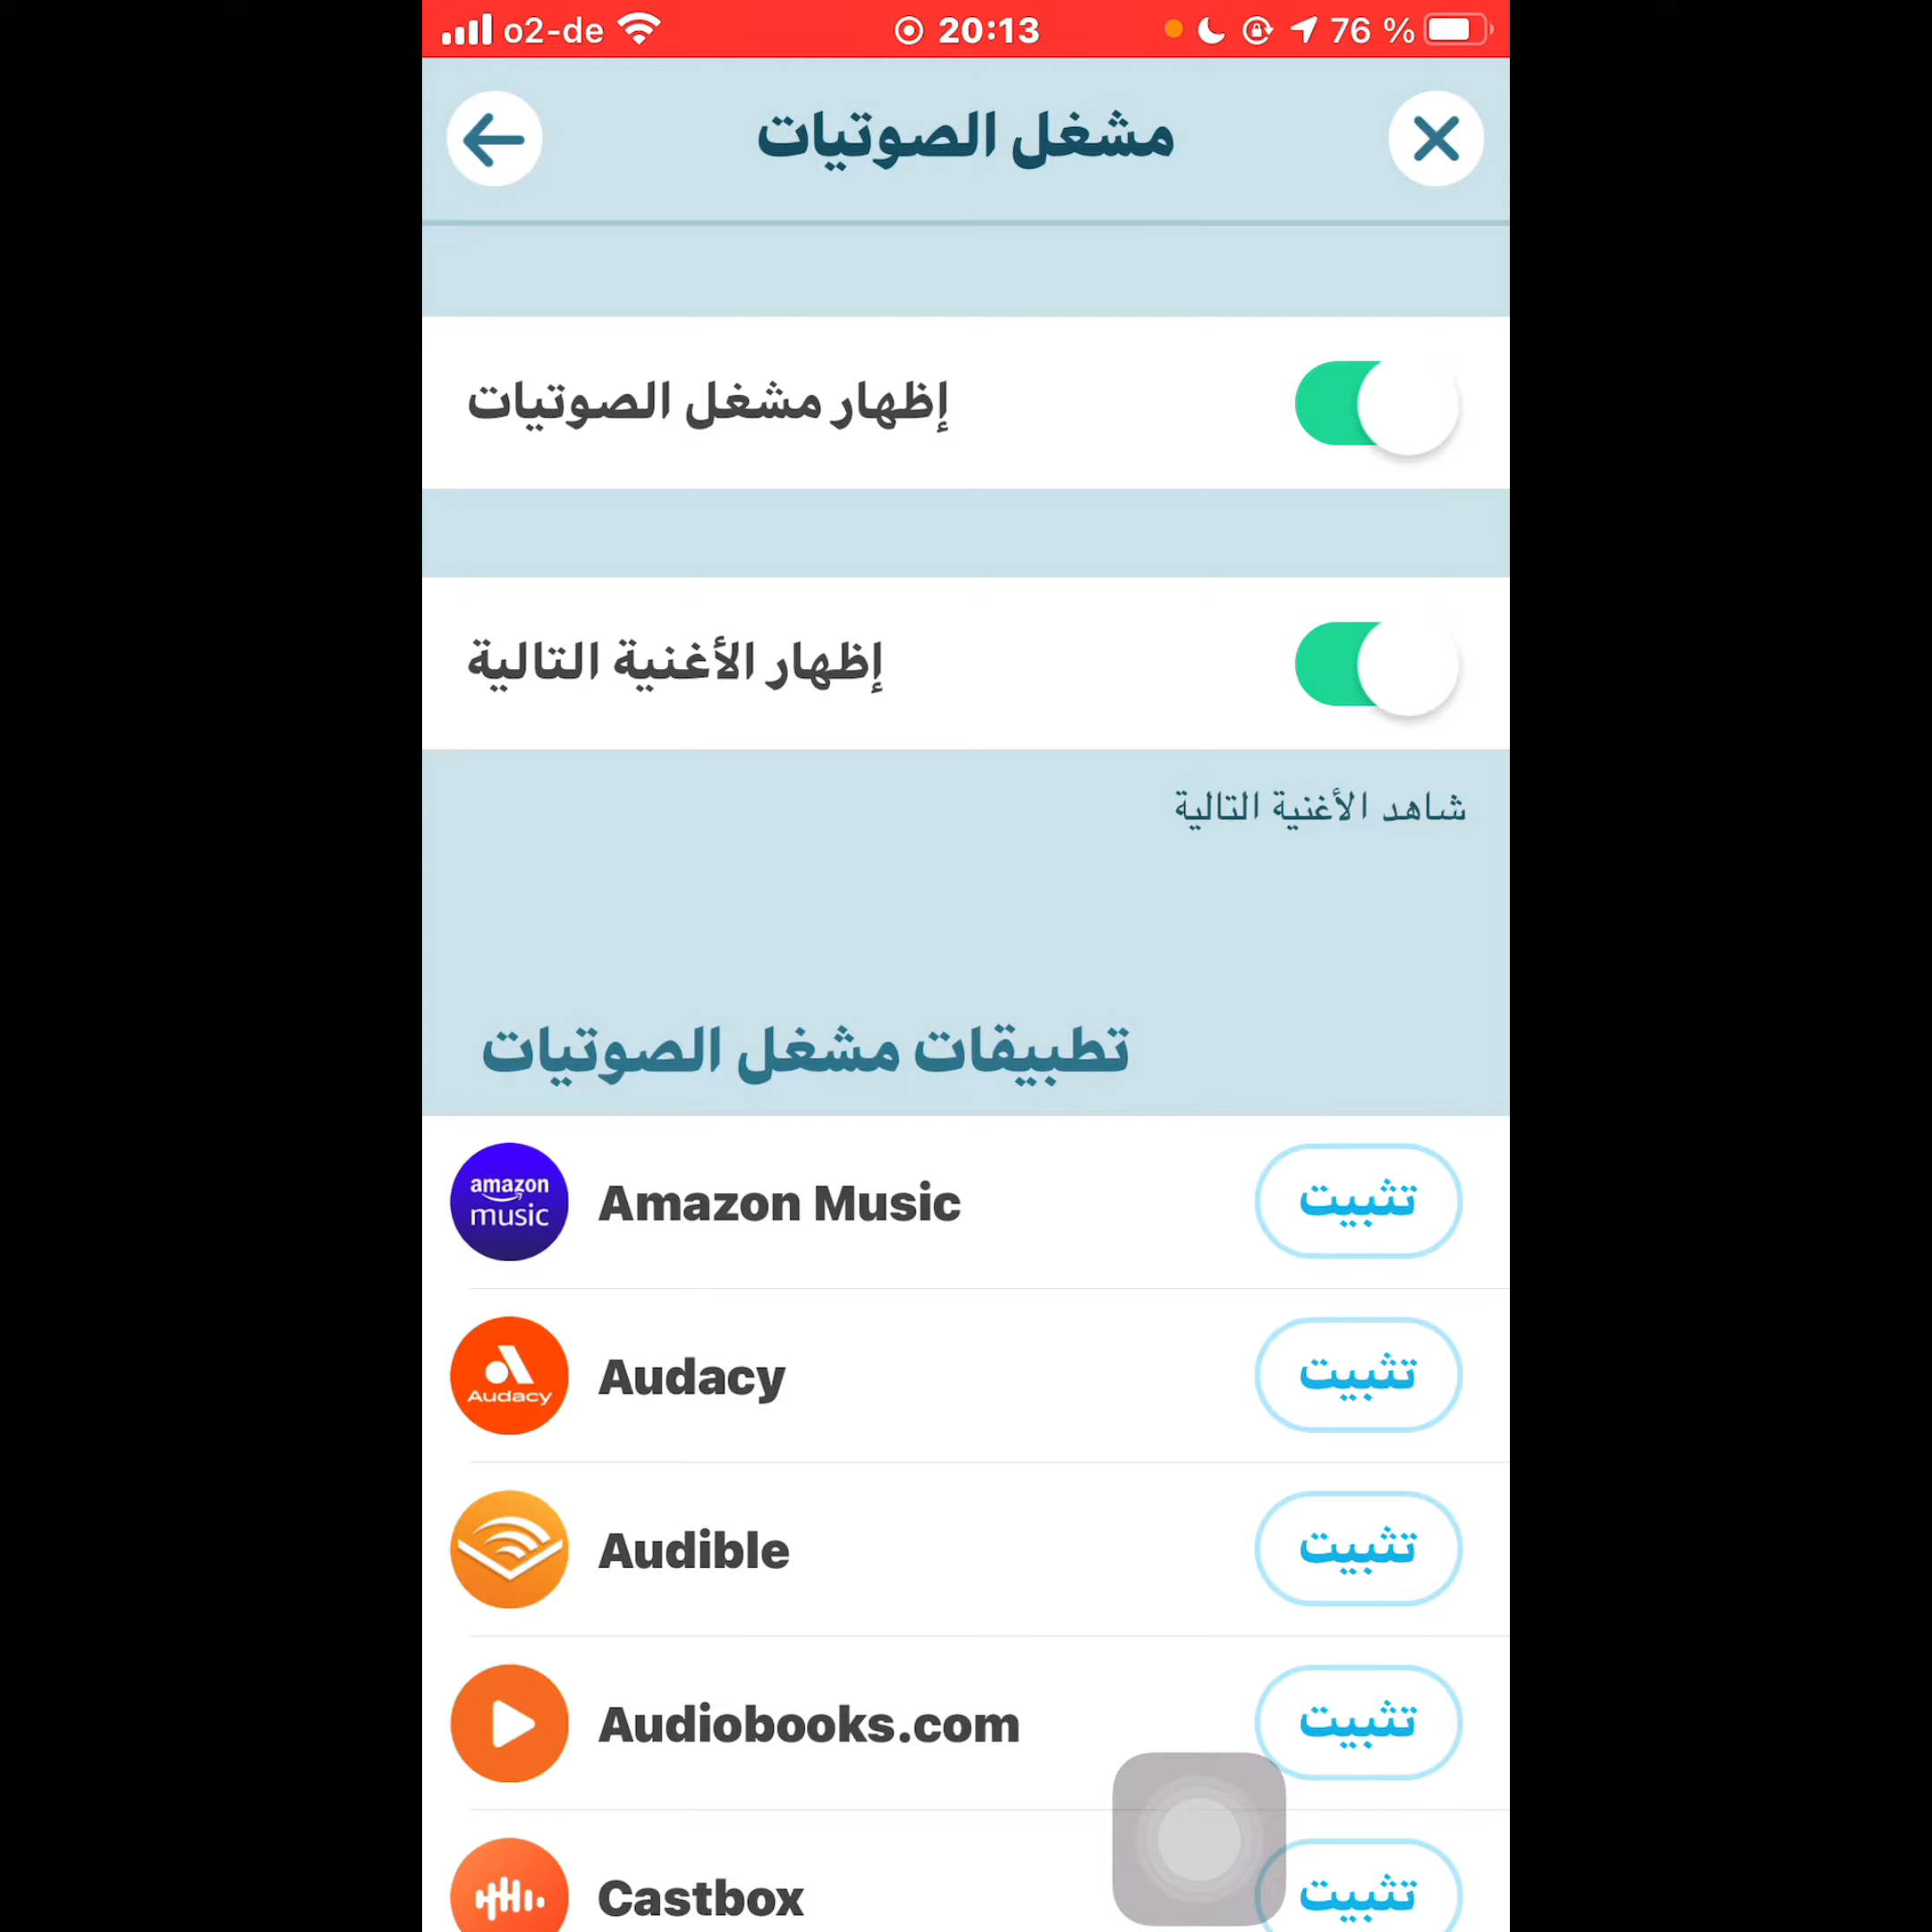 o2-de 20:13 76 %
مشغل الصوتيات
إظهار مشغل الصوتيات
إظهار الأغنية التالية
شاهد الأغنية التالية
تطبيقات مشغل الصوتيات
amazon
music
Amazon Music
تثبيت
Audacy
Audacy
تثبيت
Audible
تثبيت
Audiobooks.com
تثبيت
Castbox
تثبيت